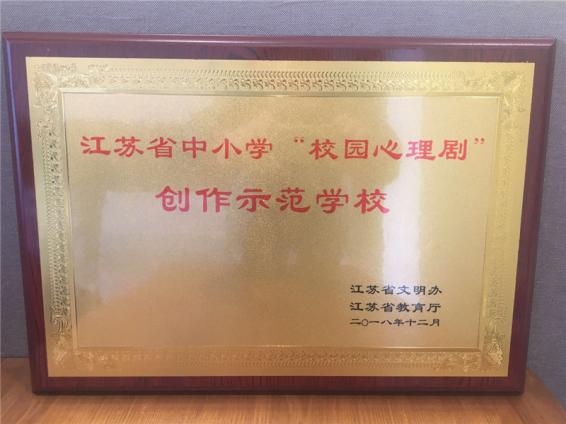 江苏省中小学“校园心理剧”
创作示范学校
江苏省文明办
江苏省教育厅
二〇一八年十二月